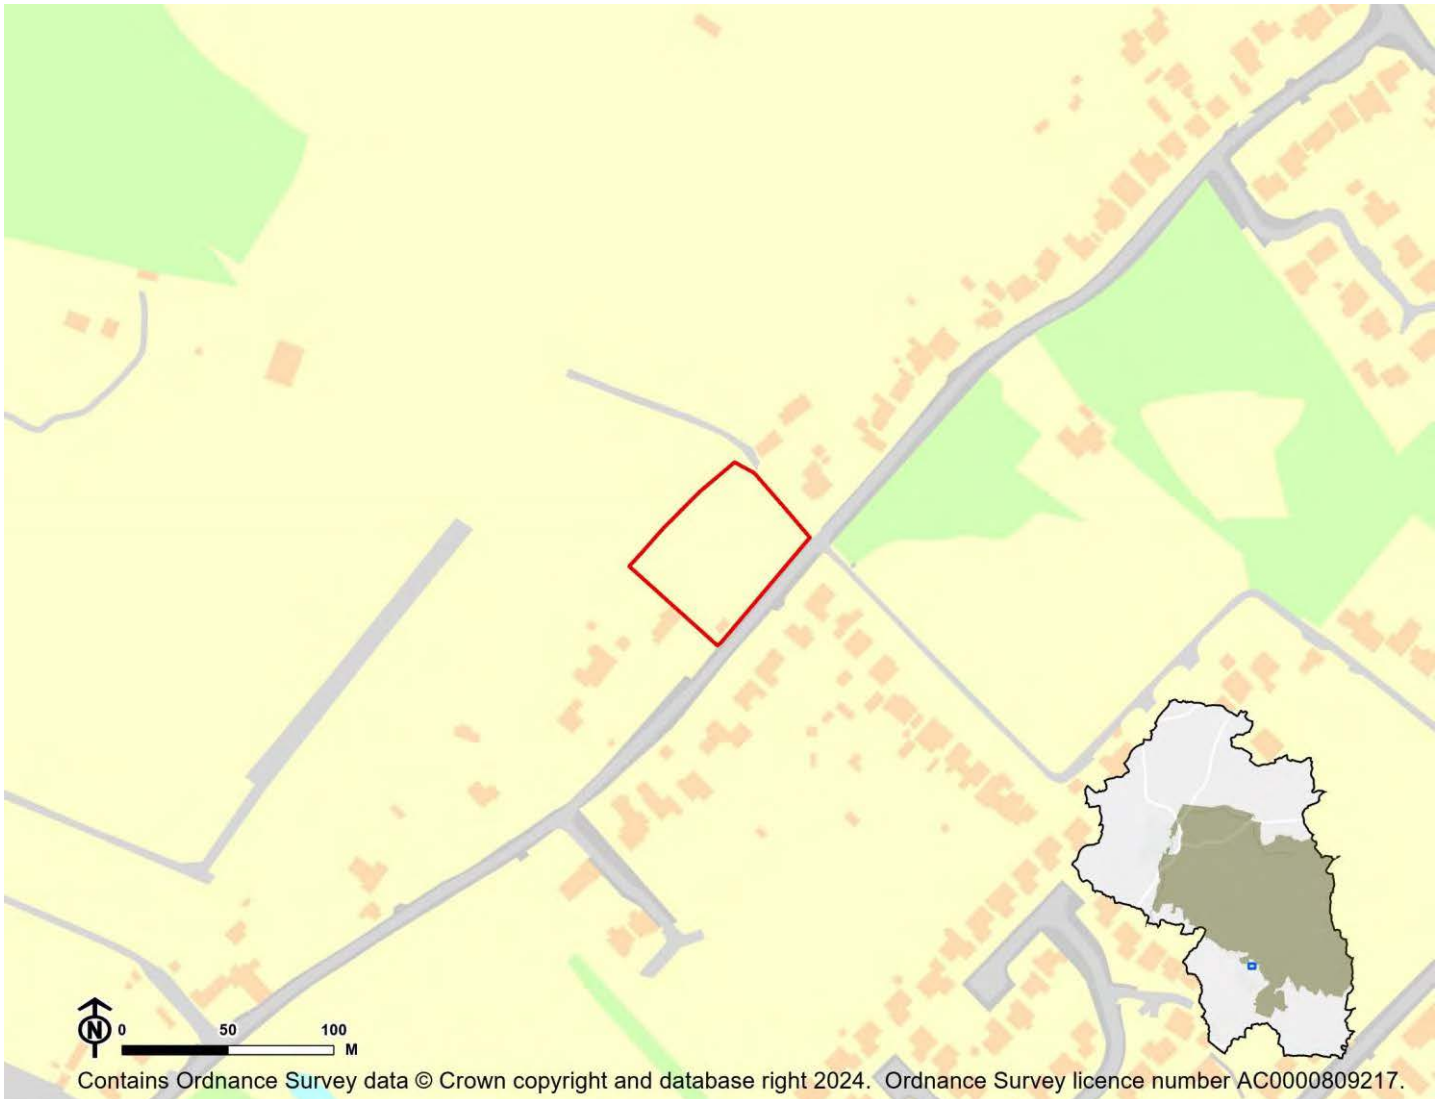 N
0 50 100
M
Contains Ordnance Survey data © Crown copyright and database right 2024. Ordnance Survey licence number AC0000809217.